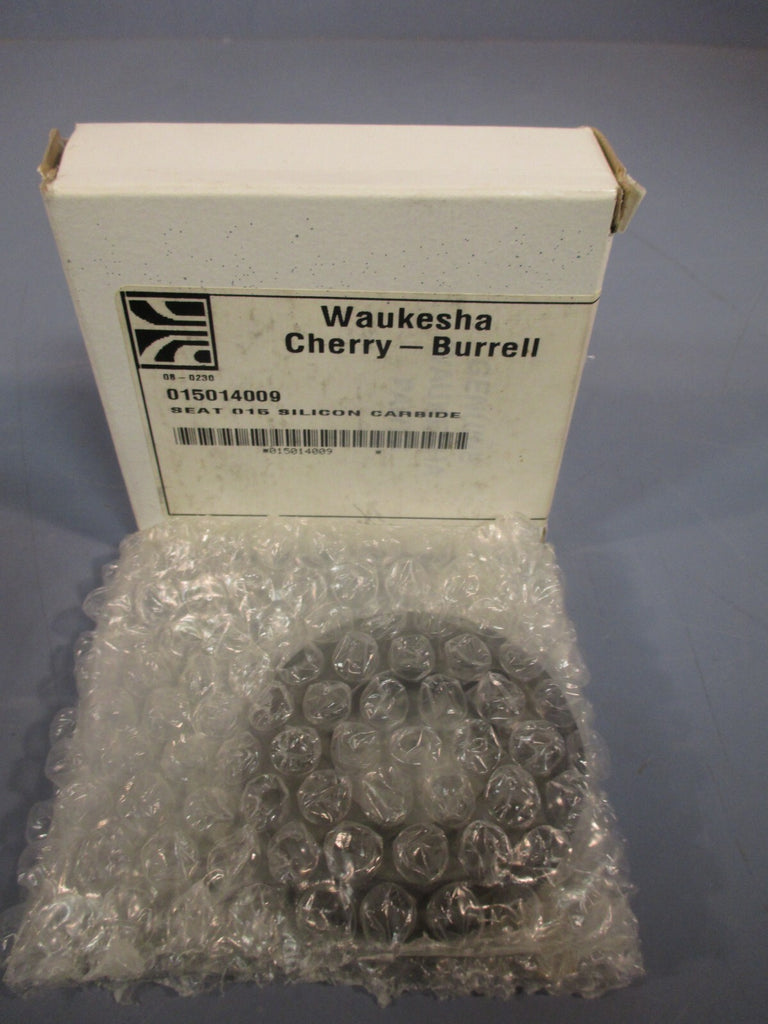 Waukesha
Cherry - Burrell
08 - 0230
015014009
SEAT 015 SILICON CARBIDE
*015014009 *